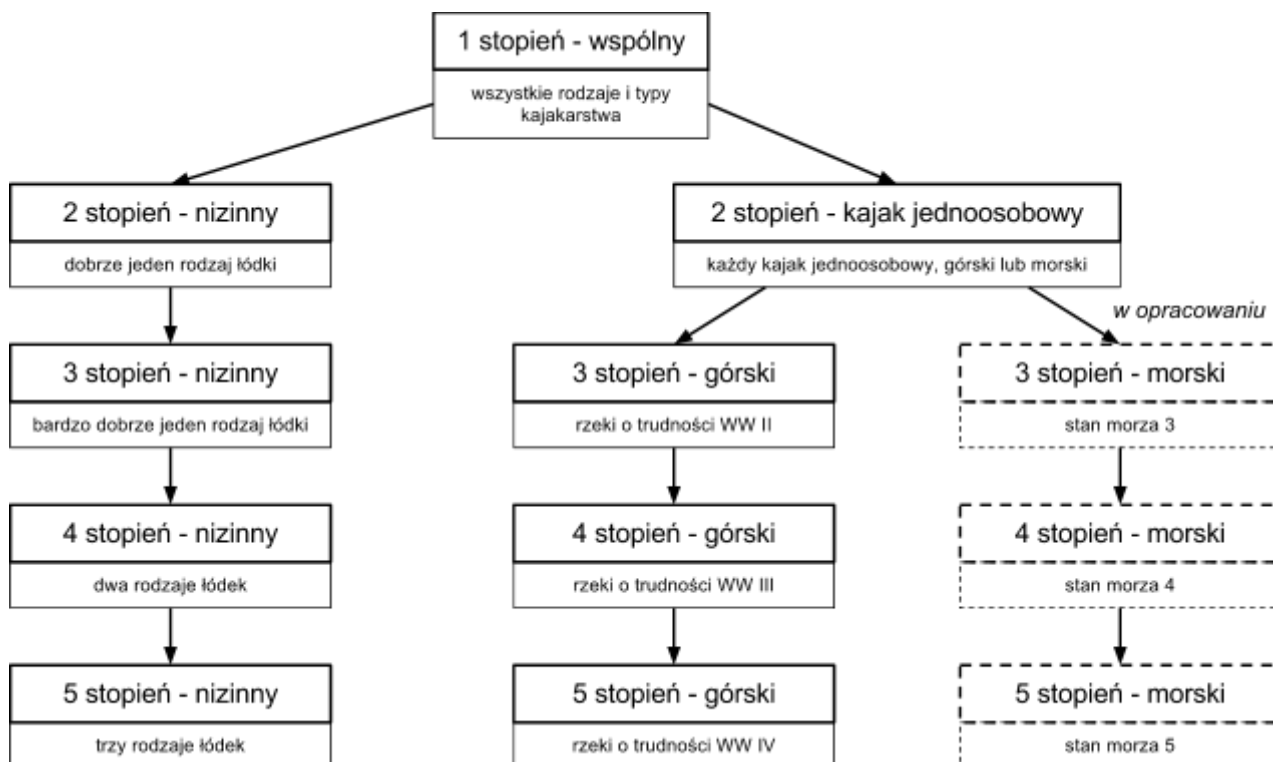 1 stopień - wspólny
wszystkie rodzaje i typy
kajakarstwa
2 stopień - nizinny
dobrze jeden rodzaj łódki
2 stopień - kajak jednoosobowy
każdy kajak jednoosobowy, górski lub morski
w opracowaniu
3 stopień - nizinny
bardzo dobrze jeden rodzaj łódki
3 stopień - górski
rzeki o trudności WW II
3 stopień - morski
stan morza 3
4 stopień - nizinny
dwa rodzaje łódek
4 stopień - górski
rzeki o trudności WW III
4 stopień - morski
stan morza 4
5 stopień - nizinny
trzy rodzaje łódek
5 stopień - górski
rzeki o trudności WW IV
5 stopień - morski
stan morza 5